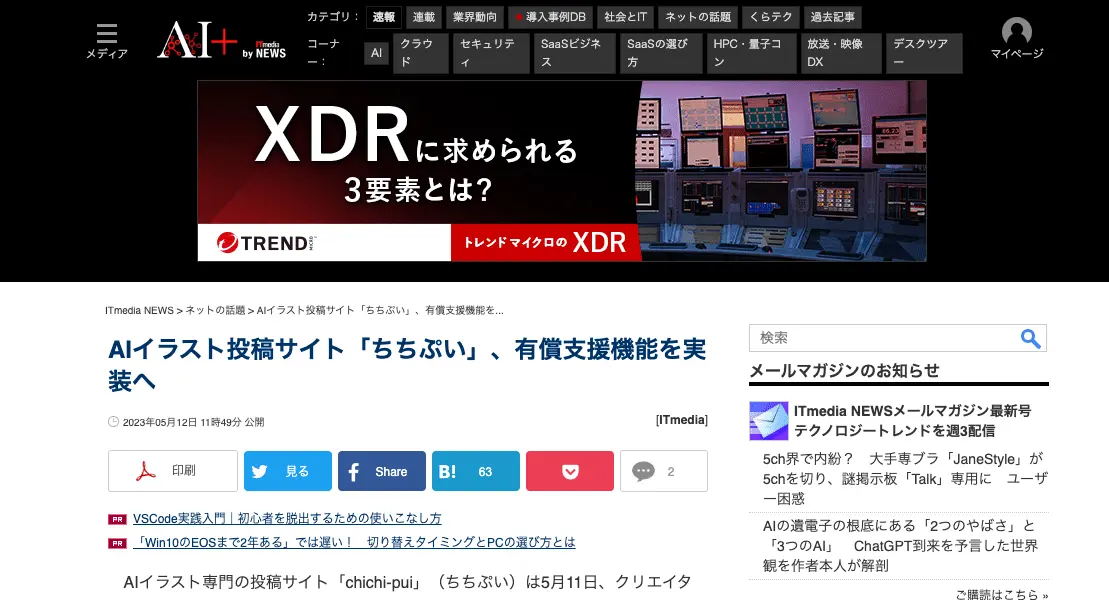 メディア
AI+ by ITmedia NEWS
カテゴリ： 速報 連載 業界動向 導入事例DB 社会とIT ネットの話題 くらテク 過去記事
コーナー： AI クラウド セキュリティ SaaSビジネス SaaSの選び方 HPC・量子コン 放送・映像DX デスクツアー
マイページ
XDRに求められる
3要素とは?
TREND MICRO
トレンドマイクロの XDR
ITmedia NEWS > ネットの話題 > AIイラスト投稿サイト「ちちぷい」、有償支援機能を...
AIイラスト投稿サイト「ちちぷい」、有償支援機能を実
装へ
2023年05月12日 11時49分 公開
[ITmedia]
印刷 見る Share B! 63 2
PR VSCode実践入門｜初心者を脱出するための使いこなし方
PR 「Win10のEOSまで2年ある」では遅い！　切り替えタイミングとPCの選び方とは
AIイラスト専門の投稿サイト「chichi-pui」（ちちぷい）は5月11日、クリエイタ
検索
メールマガジンのお知らせ
ITmedia NEWSメールマガジン最新号
テクノロジートレンドを週3配信
5ch界で内紛？　大手専ブラ「JaneStyle」が
5chを切り、謎掲示板「Talk」専用に　ユーザ
ー困惑
AIの遺電子の根底にある「2つのやばさ」と
「3つのAI」　ChatGPT到来を予言した世界
観を作者本人が解剖
ご購読はこちら »